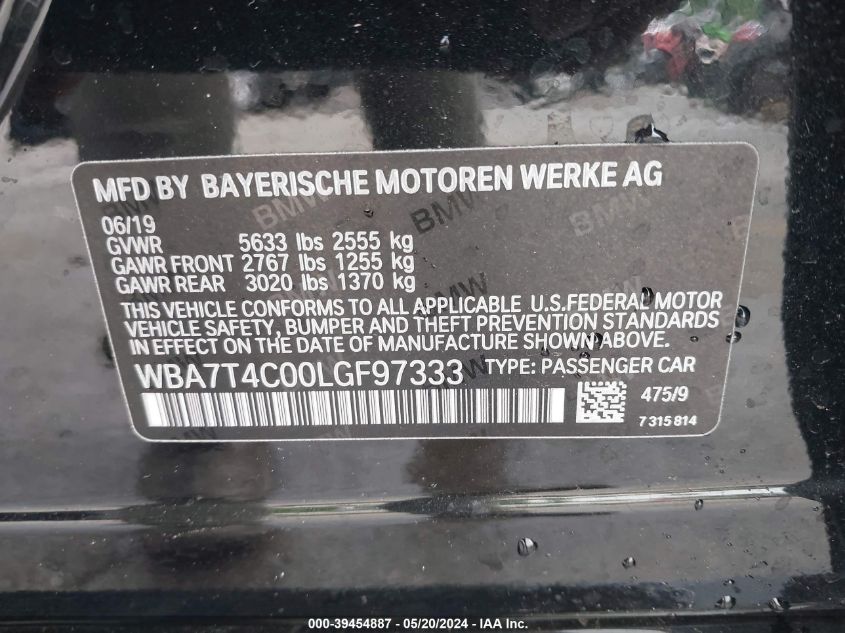 MFD BY BAYERISCHE MOTOREN WERKE AG
06/19
GVWR 5633 lbs 2555 kg
GAWR FRONT 2767 lbs 1255 kg
GAWR REAR 3020 lbs 1370 kg
THIS VEHICLE CONFORMS TO ALL APPLICABLE U.S.FEDERAL MOTOR
VEHICLE SAFETY, BUMPER AND THEFT PREVENTION STANDARDS
IN EFFECT ON THE DATE OF MANUFACTURE SHOWN ABOVE.
WBA7T4C00LGF97333 TYPE: PASSENGER CAR
475/9
7 315 814
000-39454887 - 05/20/2024 - IAA Inc.